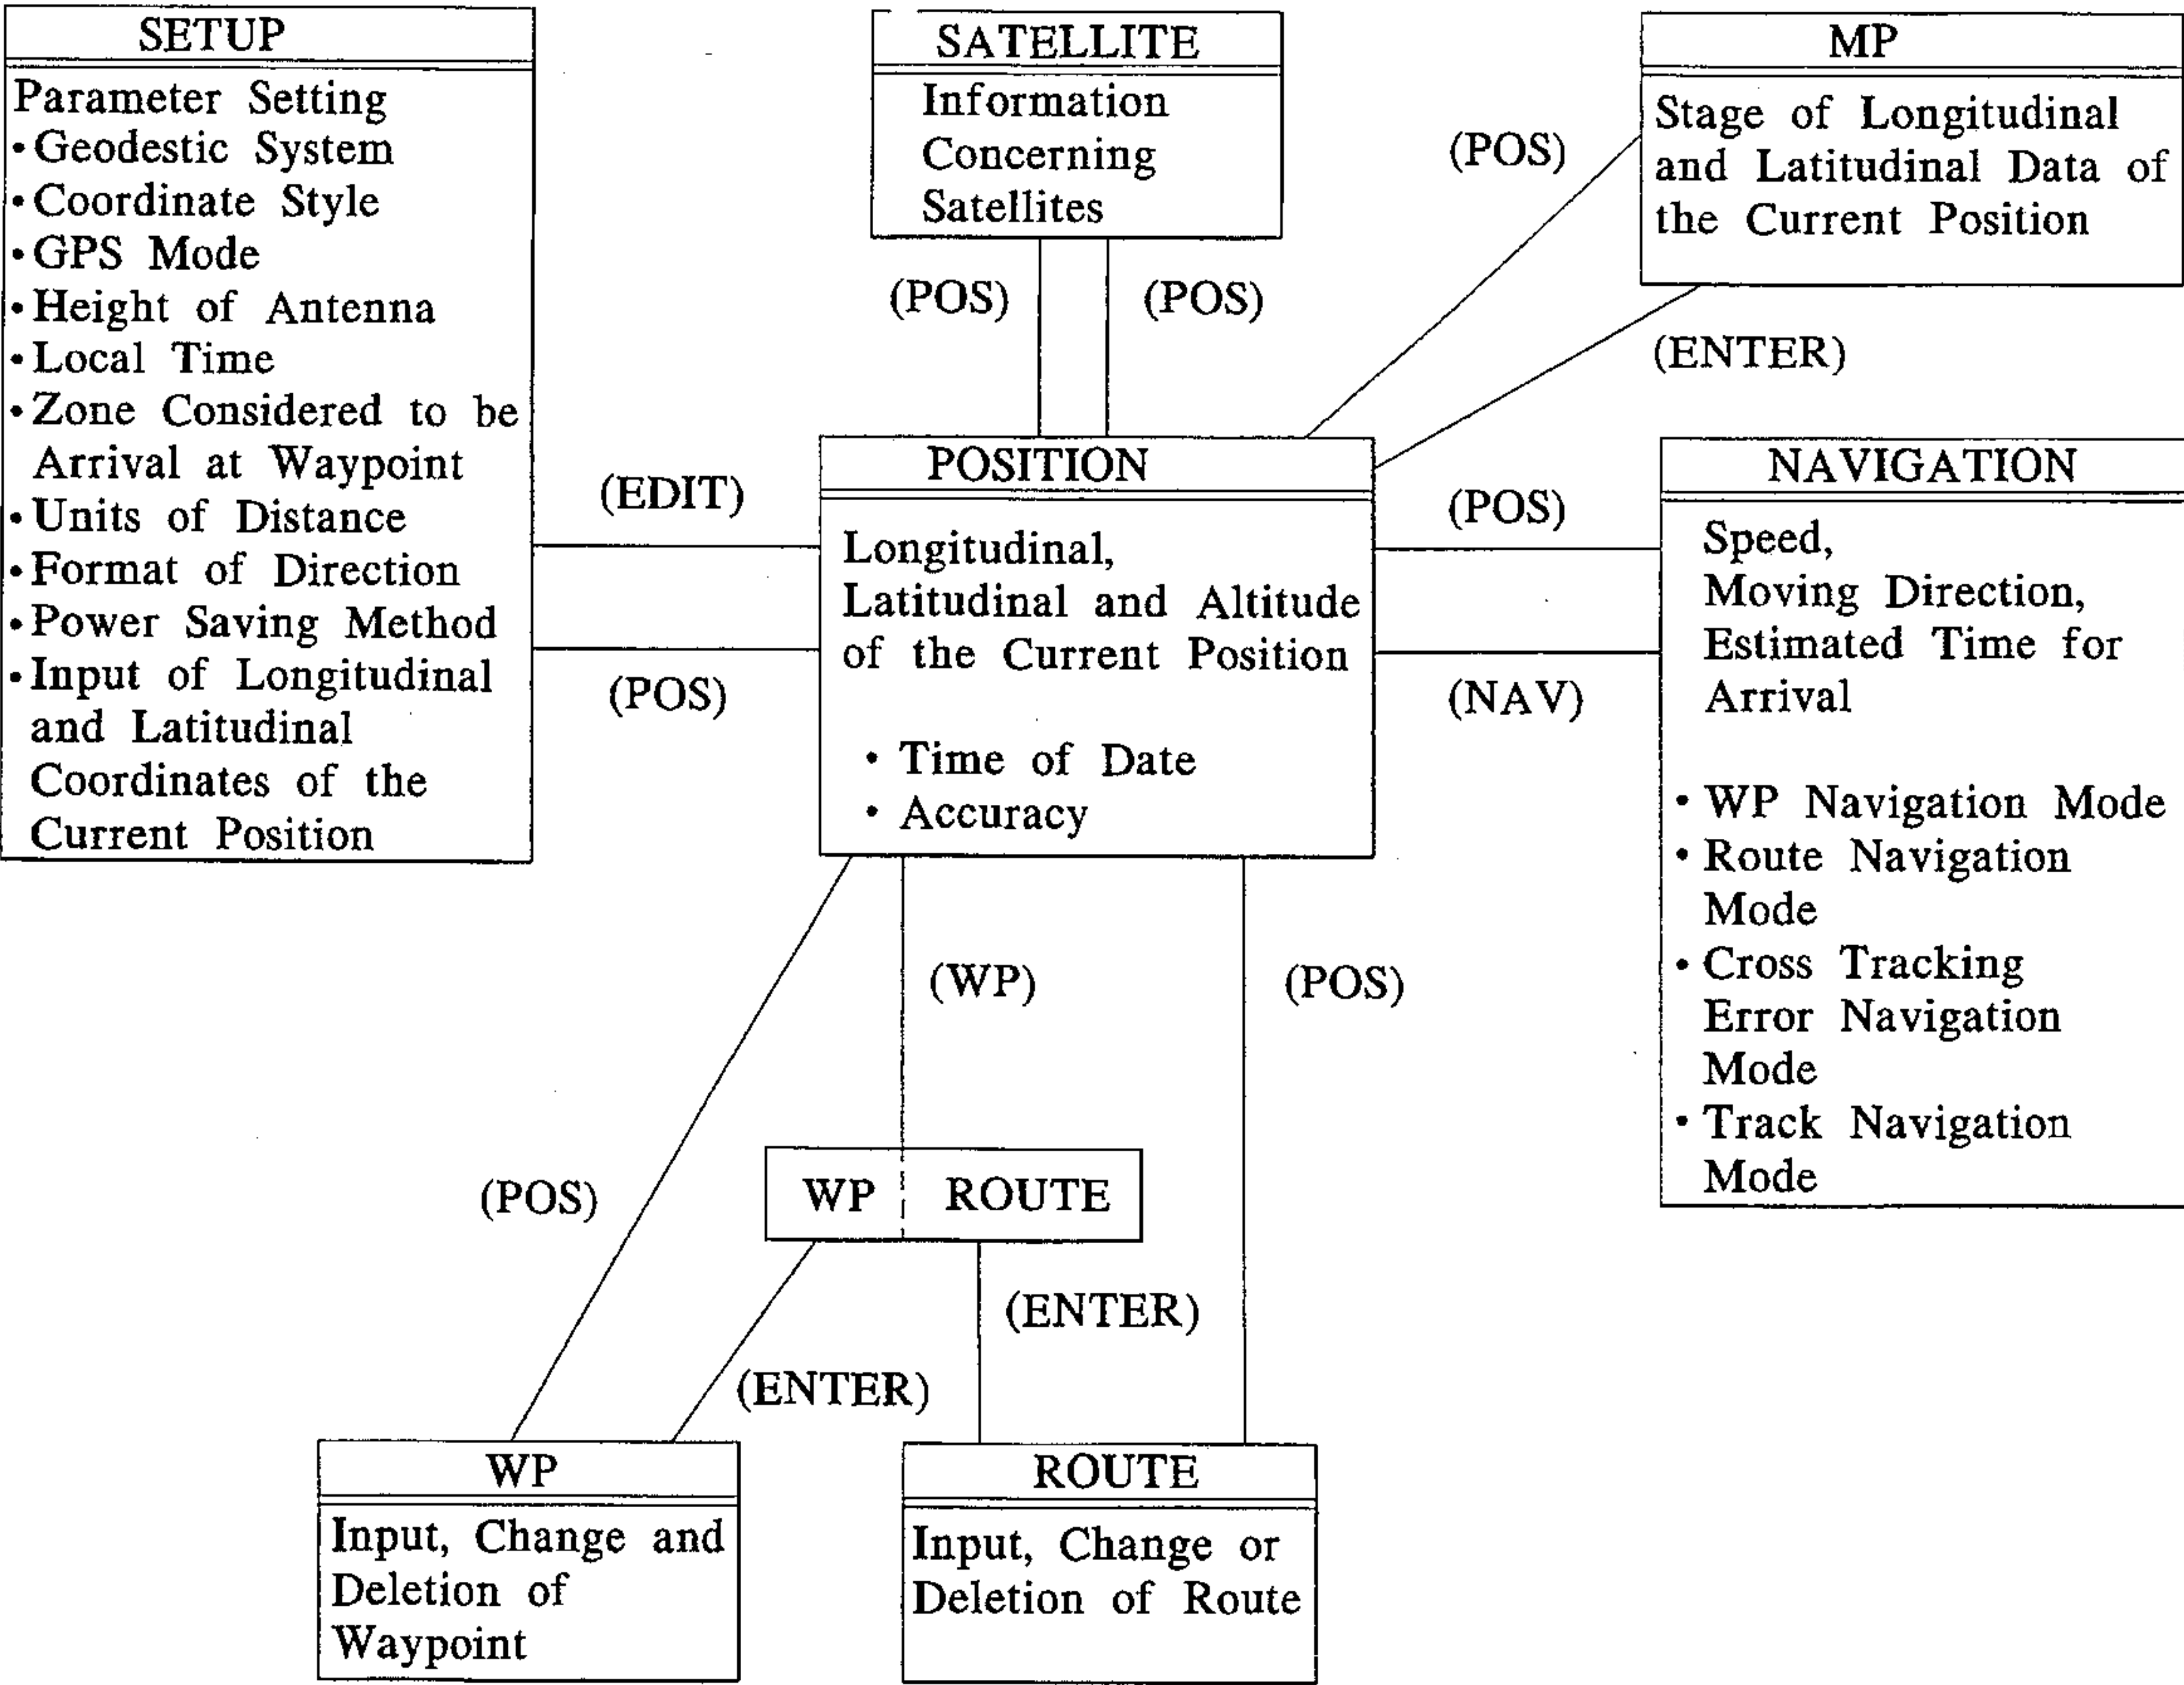 SETUP
Parameter Setting
•Geodestic System
•Coordinate Style
•GPS Mode
•Height of Antenna
•Local Time
•Zone Considered to be
Arrival at Waypoint
•Units of Distance
•Format of Direction
•Power Saving Method
•Input of Longitudinal
and Latitudinal
Coordinates of the
Current Position
SATELLITE
Information
Concerning
Satellites
MP
Stage of Longitudinal
and Latitudinal Data of
the Current Position
(POS)
(POS)
(POS)
(ENTER)
(EDIT)
(POS)
POSITION
Longitudinal,
Latitudinal and Altitude
of the Current Position
• Time of Date
• Accuracy
(POS)
(NAV)
NAVIGATION
Speed,
Moving Direction,
Estimated Time for
Arrival
• WP Navigation Mode
• Route Navigation
Mode
• Cross Tracking
Error Navigation
Mode
• Track Navigation
Mode
(WP)
(POS)
(POS)
WP ROUTE
(ENTER)
(ENTER)
WP
Input, Change and
Deletion of
Waypoint
ROUTE
Input, Change or
Deletion of Route